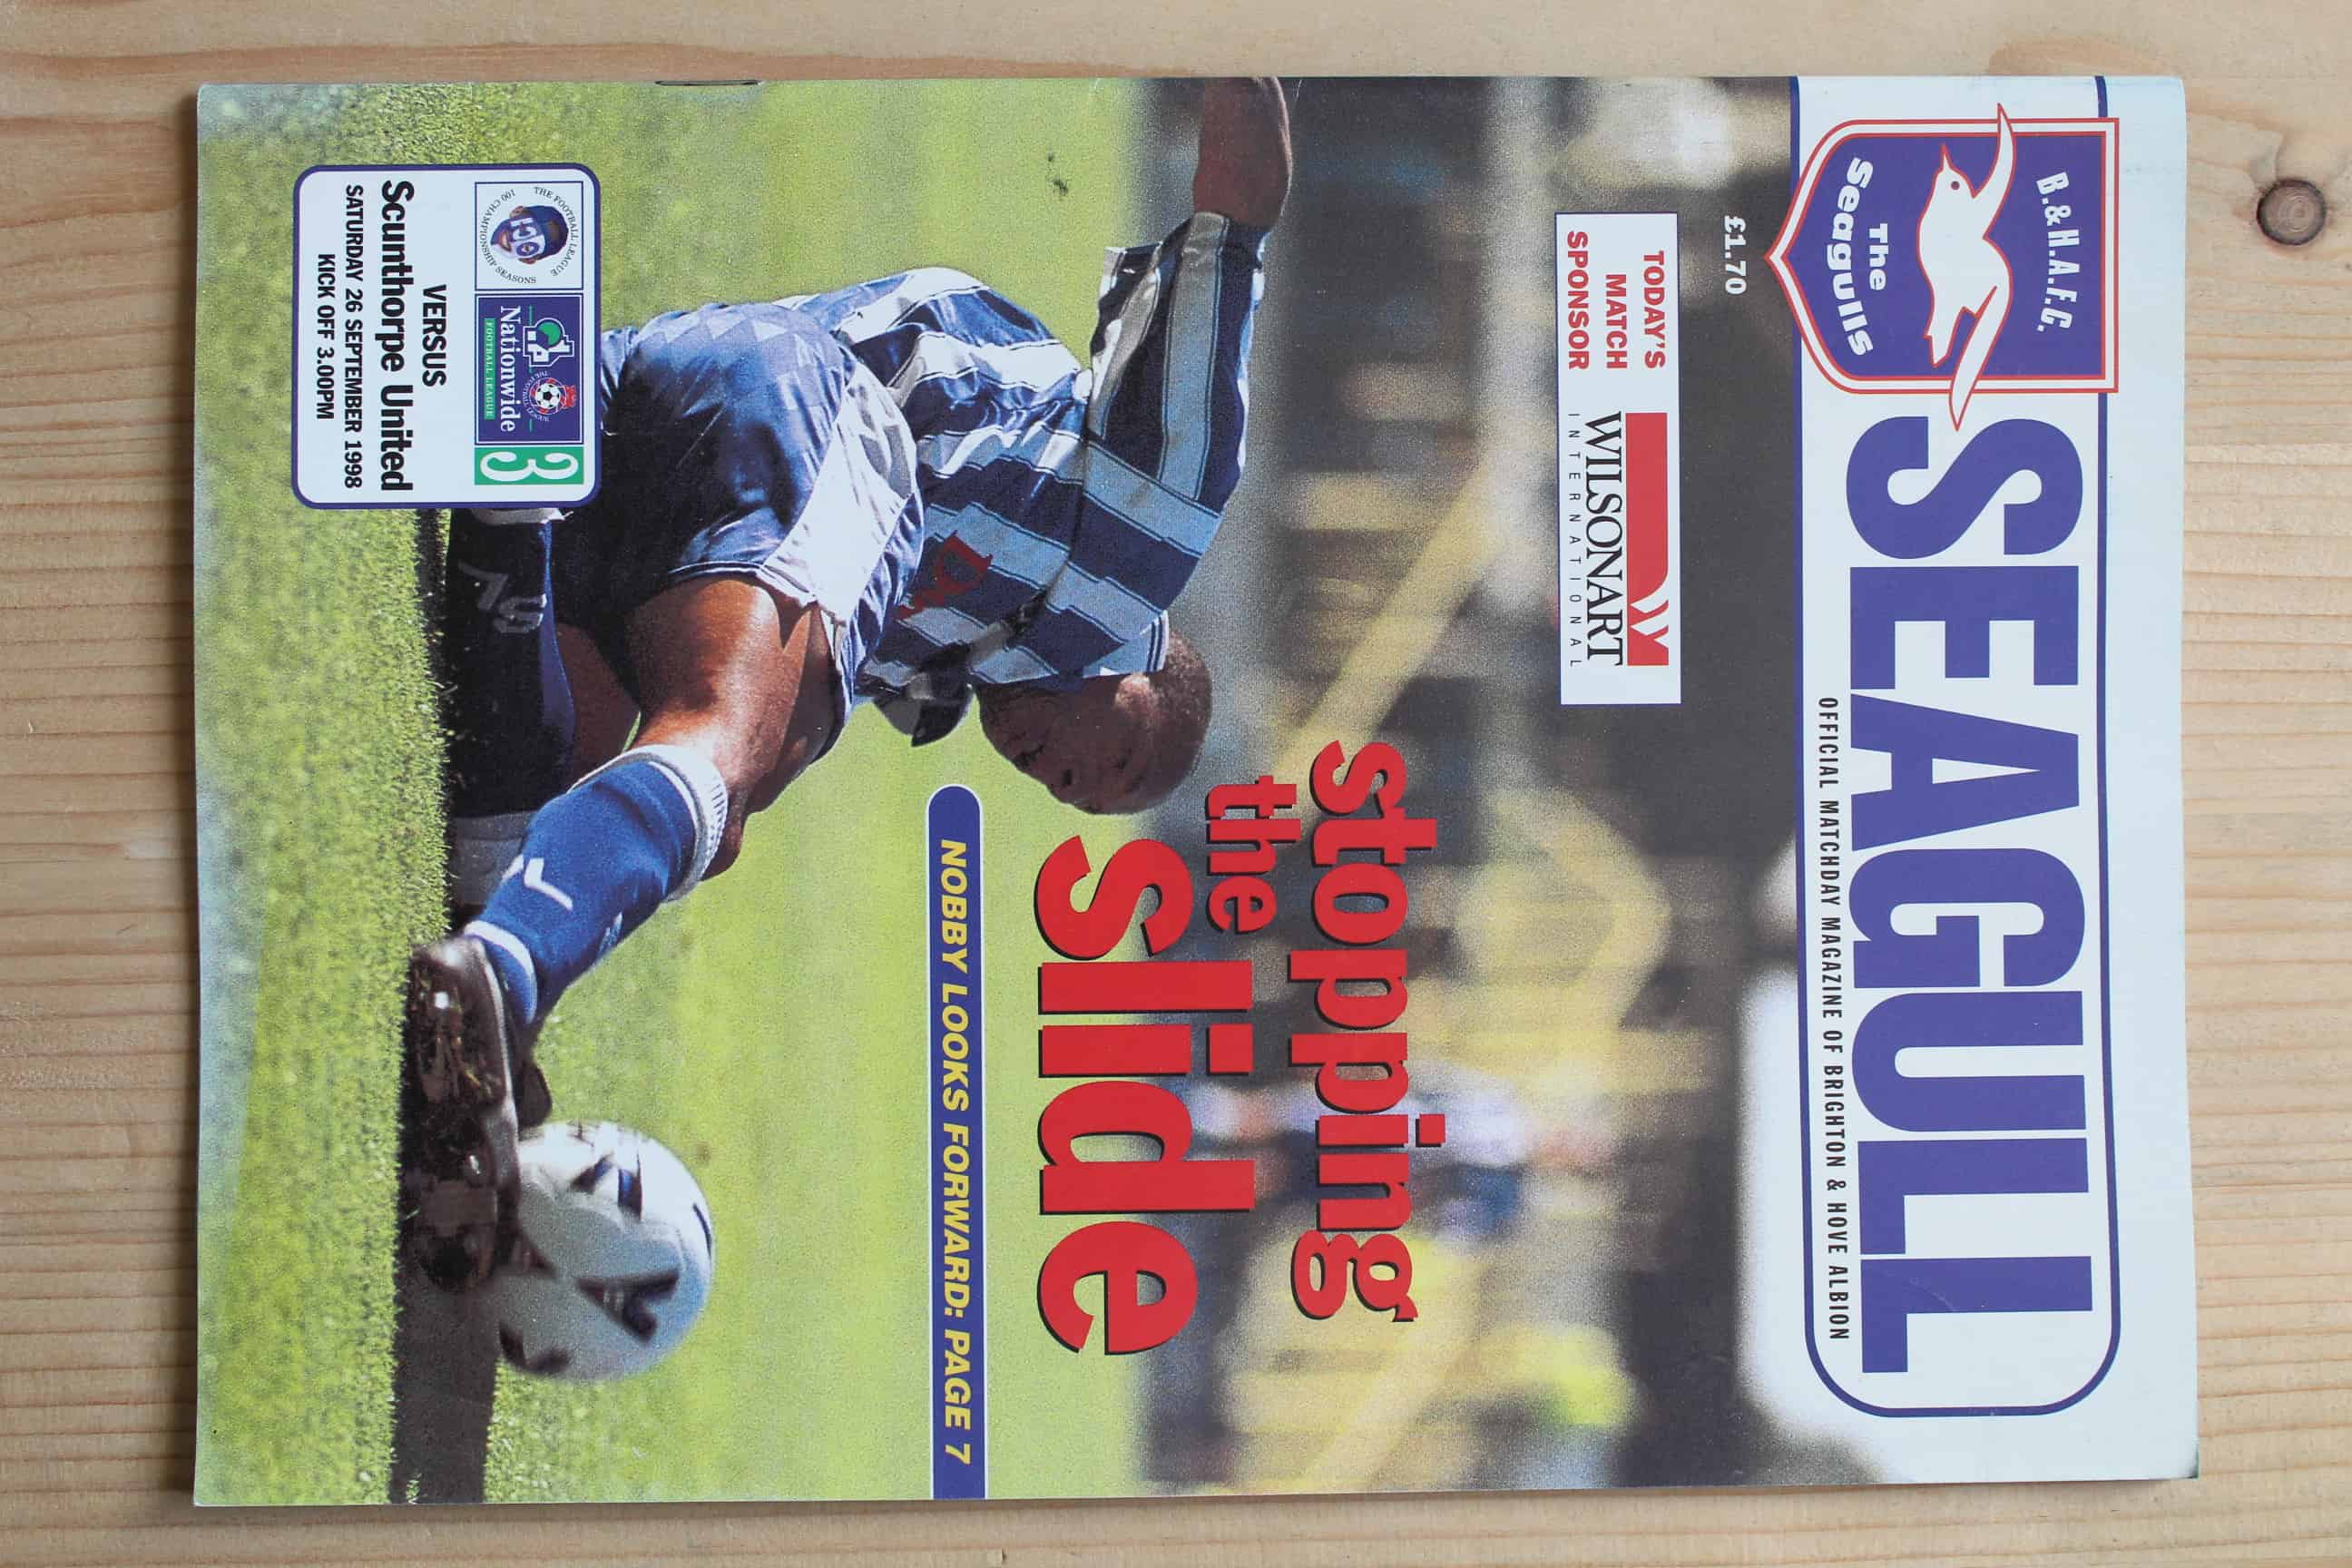 B.&H.A.F.C.
The
Seagulls
SEAGULL
OFFICIAL MATCHDAY MAGAZINE OF BRIGHTON & HOVE ALBION
£1.70
TODAY'S
MATCH
SPONSOR
WILSONART
INTERNATIONAL
stopping
the
Slide
NOBBY LOOKS FORWARD: PAGE 7
THE FOOTBALL LEAGUE
100 CHAMPIONSHIP SEASONS
Nationwide
FOOTBALL LEAGUE
3
VERSUS
Scunthorpe United
SATURDAY 26 SEPTEMBER 1998
KICK OFF 3.00PM